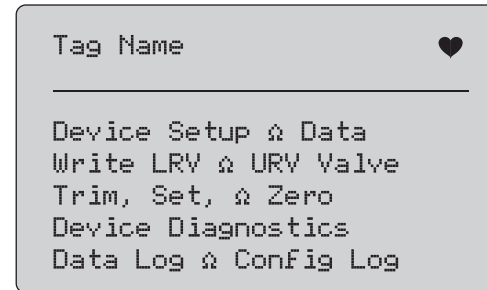 Tag Name
Device Setup Ω Data
Write LRV Ω URV Valve
Trim, Set, Ω Zero
Device Diagnostics
Data Log Ω Config Log